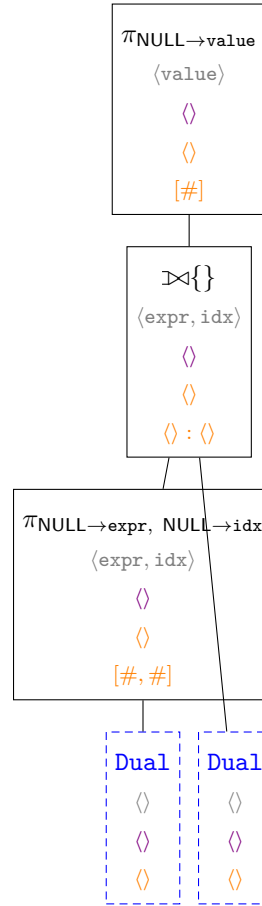 πNULL→value
⟨value⟩
⟨⟩
⟨⟩
[#]
⟕{}
⟨expr, idx⟩
⟨⟩
⟨⟩
⟨⟩ : ⟨⟩
πNULL→expr, NULL→idx
⟨expr, idx⟩
⟨⟩
⟨⟩
[#, #]
Dual
⟨⟩
⟨⟩
⟨⟩
Dual
⟨⟩
⟨⟩
⟨⟩